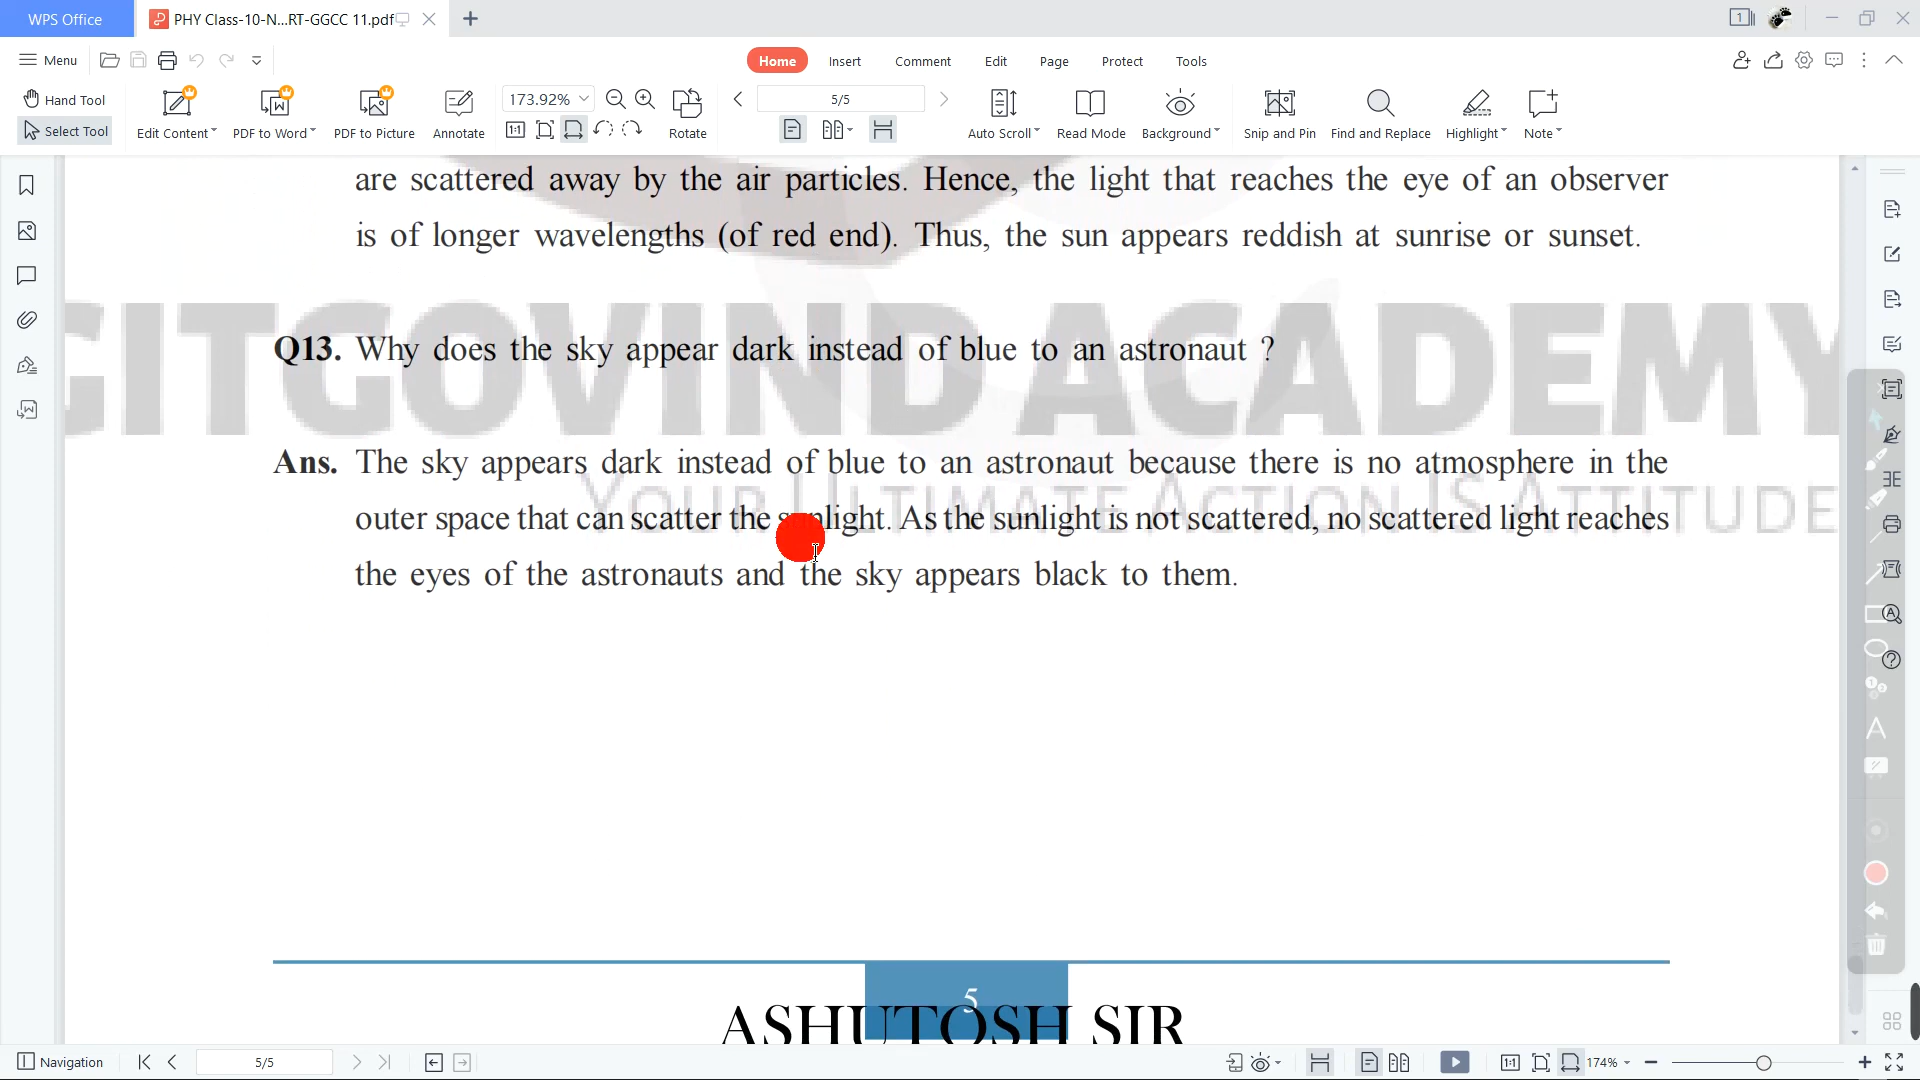 WPS Office
PHY Class-10-N...RT-GGCC 11.pdf
1
Menu
Home
Insert
Comment
Edit
Page
Protect
Tools
Hand Tool
Select Tool
Edit Content
PDF to Word
PDF to Picture
Annotate
173.92%
1:1
Rotate
5/5
Auto Scroll
Read Mode
Background
Snip and Pin
Find and Replace
Highlight
Note
are scattered away by the air particles. Hence, the light that reaches the eye of an observer
is of longer wavelengths (of red end). Thus, the sun appears reddish at sunrise or sunset.
GITGOVIND ACADEMY
Q13. Why does the sky appear dark instead of blue to an astronaut ?
Ans. The sky appears dark instead of blue to an astronaut because there is no atmosphere in the
YOUR ULTIMATE ACTION IS ATTITUDE
outer space that can scatter the sunlight. As the sunlight is not scattered, no scattered light reaches
the eyes of the astronauts and the sky appears black to them.
5
ASHUTOSH SIR
Navigation
5/5
1:1
174%